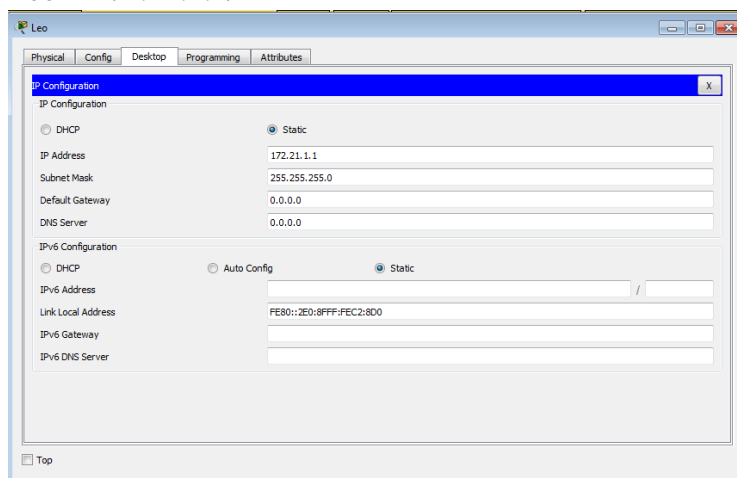 Leo
Physical Config Desktop Programming Attributes
IP Configuration X
IP Configuration
DHCP Static
IP Address 172.21.1.1
Subnet Mask 255.255.255.0
Default Gateway 0.0.0.0
DNS Server 0.0.0.0
IPv6 Configuration
DHCP Auto Config Static
IPv6 Address /
Link Local Address FE80::2E0:8FFF:FEC2:8D0
IPv6 Gateway
IPv6 DNS Server
Top